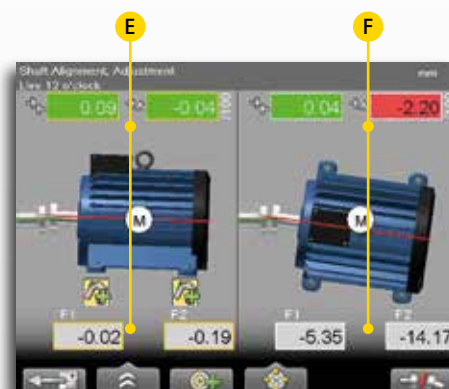 E F
Shaft Alignment, Adjustment mm
Live 12 o'clock
0.09 -0.04 /100 0.04 -2.20
M M
F1 F2 F1 F2
-0.02 -0.19 -5.35 -14.17